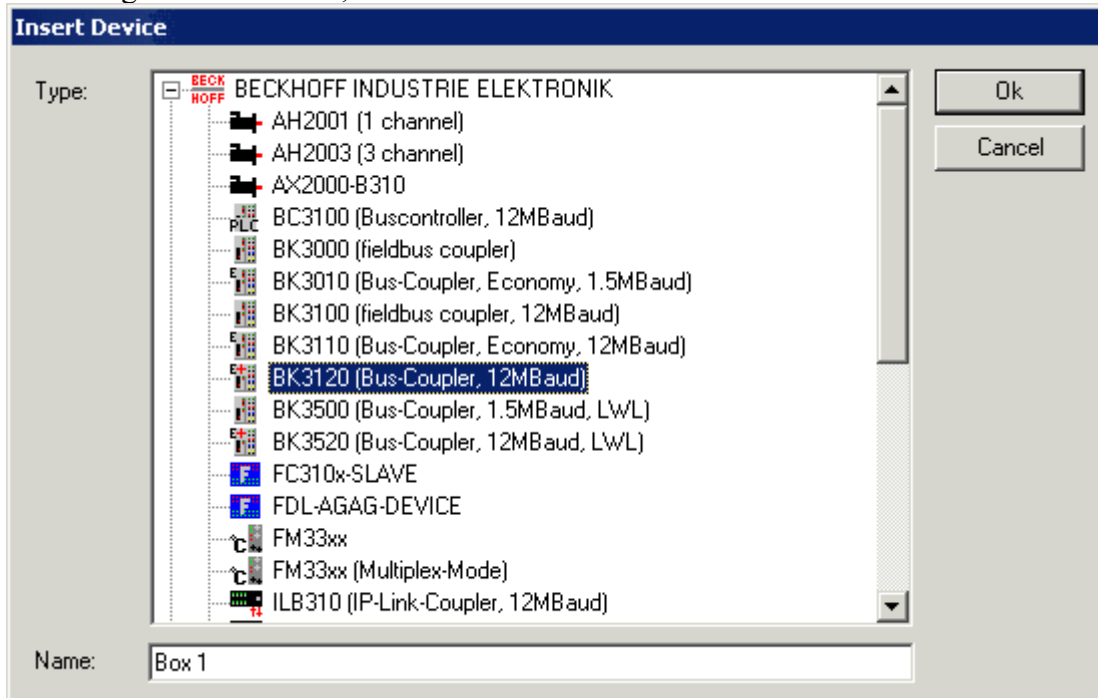 Insert Device
Type:
BECK
HOFF
BECKHOFF INDUSTRIE ELEKTRONIK
AH2001 (1 channel)
AH2003 (3 channel)
AX2000-B310
PLC
BC3100 (Buscontroller, 12MBaud)
BK3000 (fieldbus coupler)
E
BK3010 (Bus-Coupler, Economy, 1.5MBaud)
BK3100 (fieldbus coupler, 12MBaud)
E
BK3110 (Bus-Coupler, Economy, 12MBaud)
E+
BK3120 (Bus-Coupler, 12MBaud)
BK3500 (Bus-Coupler, 1.5MBaud, LWL)
E+
BK3520 (Bus-Coupler, 12MBaud, LWL)
F
FC310x-SLAVE
F
FDL-AGAG-DEVICE
°C
FM33xx
°C
FM33xx (Multiplex-Mode)
ILB310 (IP-Link-Coupler, 12MBaud)
Ok
Cancel
Name:
Box 1